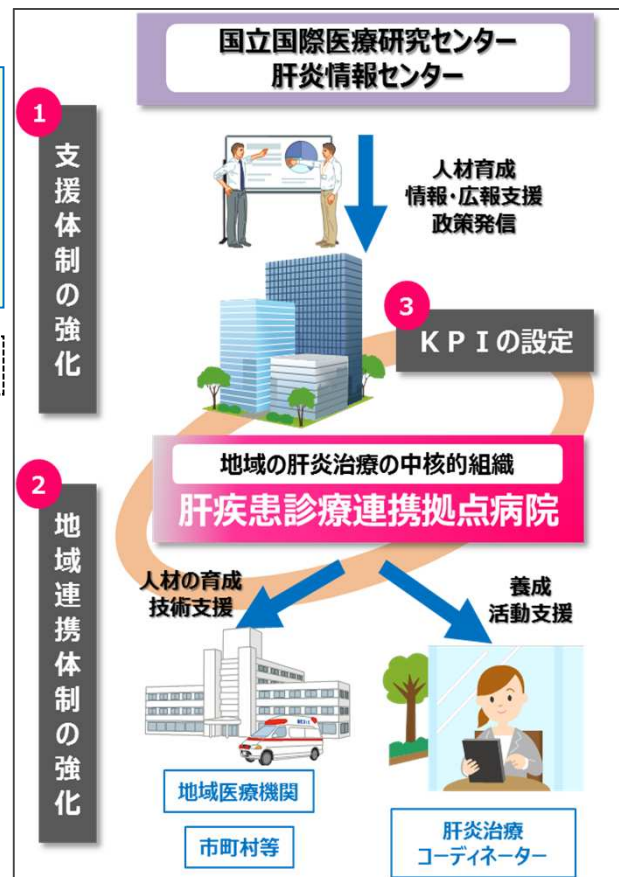 国立国際医療研究センター
肝炎情報センター
1
支援体制の強化
人材育成
情報・広報支援
政策発信
3
ＫＰＩの設定
地域の肝炎治療の中核的組織
肝疾患診療連携拠点病院
2
地域連携体制の強化
人材の育成
技術支援
養成
活動支援
地域医療機関
市町村等
肝炎治療
コーディネーター